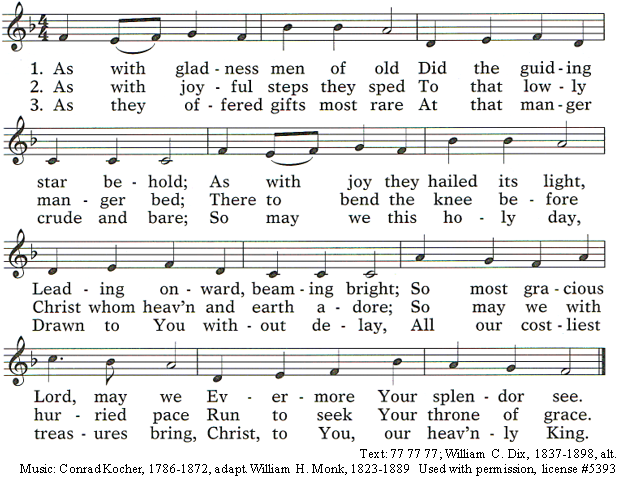 4
4
1. As with glad - ness men of old Did the guid - ing
2. As with joy - ful steps they sped To that low - ly
3. As they of - fered gifts most rare At that man - ger
star be - hold; As with joy they hailed its light,
man - ger bed; There to bend the knee be - fore
crude and bare; So may we this ho - ly day,
Lead - ing on - ward, beam - ing bright; So most gra - cious
Christ whom heav'n and earth a - dore; So may we with
Drawn to You with - out de - lay, All our cost - liest
Lord, may we Ev - er - more Your splen - dor see.
hur - ried pace Run to seek Your throne of grace.
treas - ures bring, Christ, to You, our heav'n - ly King.
Text: 77 77 77; William C. Dix, 1837-1898, alt.
Music: Conrad Kocher, 1786-1872, adapt. William H. Monk, 1823-1889 Used with permission, license #5393